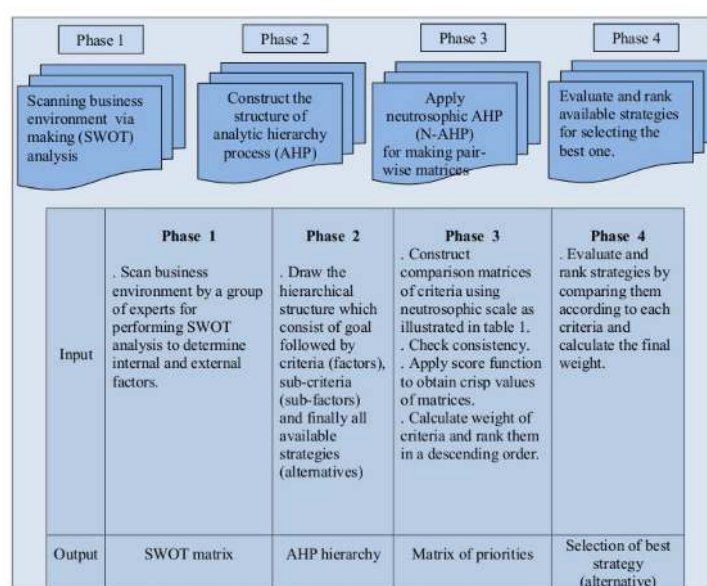 Phase 1
Phase 2
Phase 3
Phase 4
Scanning business
environment via
making (SWOT)
analysis
Construct the
structure of
analytic hierarchy
process (AHP)
Apply
neutrosophic AHP
(N-AHP)
for making pair-
wise matrices
Evaluate and rank
available strategies
for selecting the
best one.
Input
Phase 1
. Scan business
environment by a group
of experts for
performing SWOT
analysis to determine
internal and external
factors.
Phase 2
. Draw the
hierarchical
structure which
consist of goal
followed by
criteria (factors),
sub-criteria
(sub-factors)
and finally all
available
strategies
(alternatives)
Phase 3
. Construct
comparison matrices
of criteria using
neutrosophic scale as
illustrated in table 1.
. Check consistency.
. Apply score function
to obtain crisp values
of matrices.
. Calculate weight of
criteria and rank them
in a descending order.
Phase 4
. Evaluate and
rank strategies by
comparing them
according to each
criteria and
calculate the final
weight.
Output
SWOT matrix
AHP hierarchy
Matrix of priorities
Selection of best
strategy
(alternative)